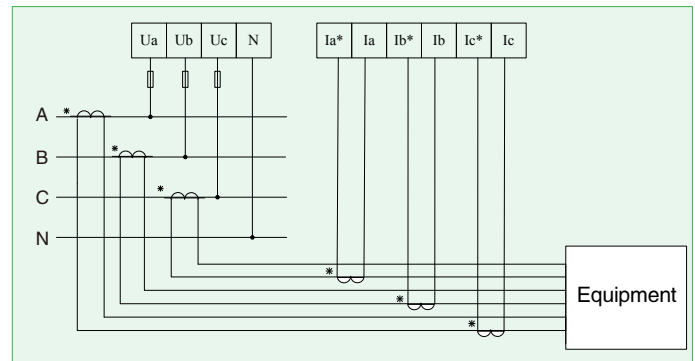 Ua Ub Uc N Ia* Ia Ib* Ib Ic* Ic
* A
* B
* C
N
*
* Equipment
*